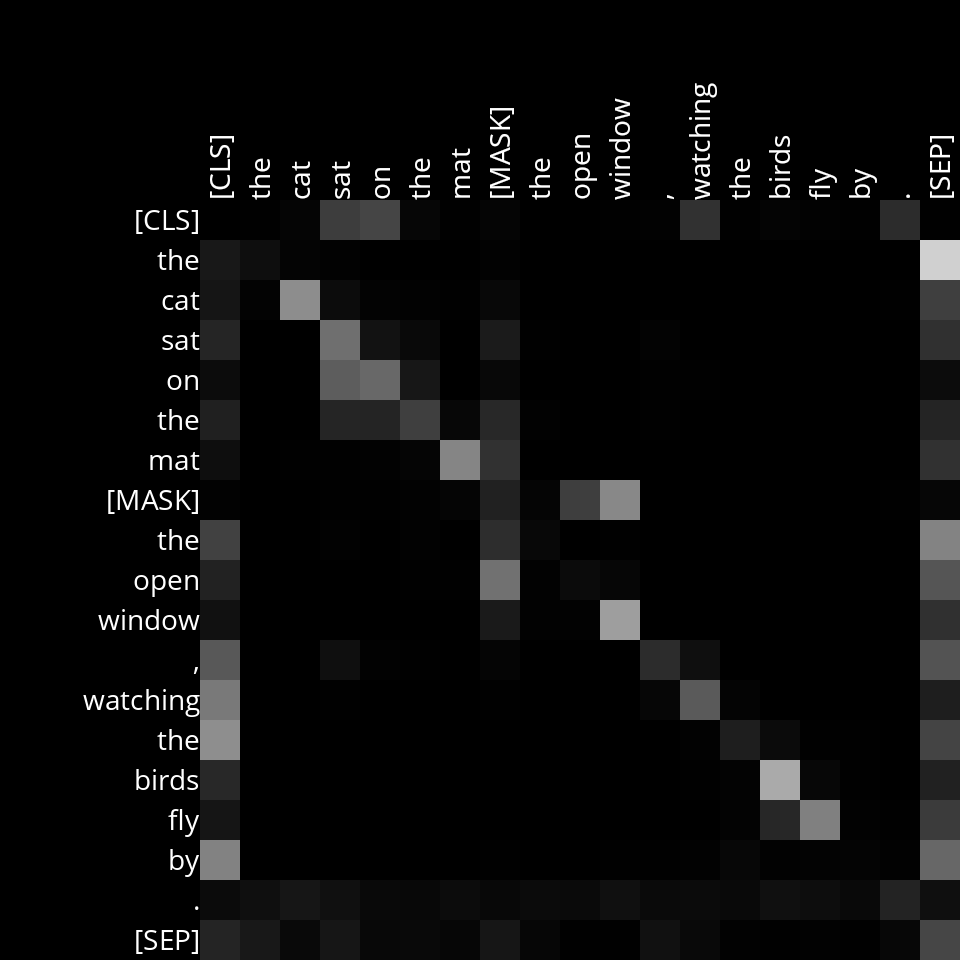 [CLS] the cat sat on the mat [MASK] the open window , watching the birds fly by . [SEP]
[CLS]
the
cat
sat
on
the
mat
[MASK]
the
open
window
,
watching
the
birds
fly
by
.
[SEP]